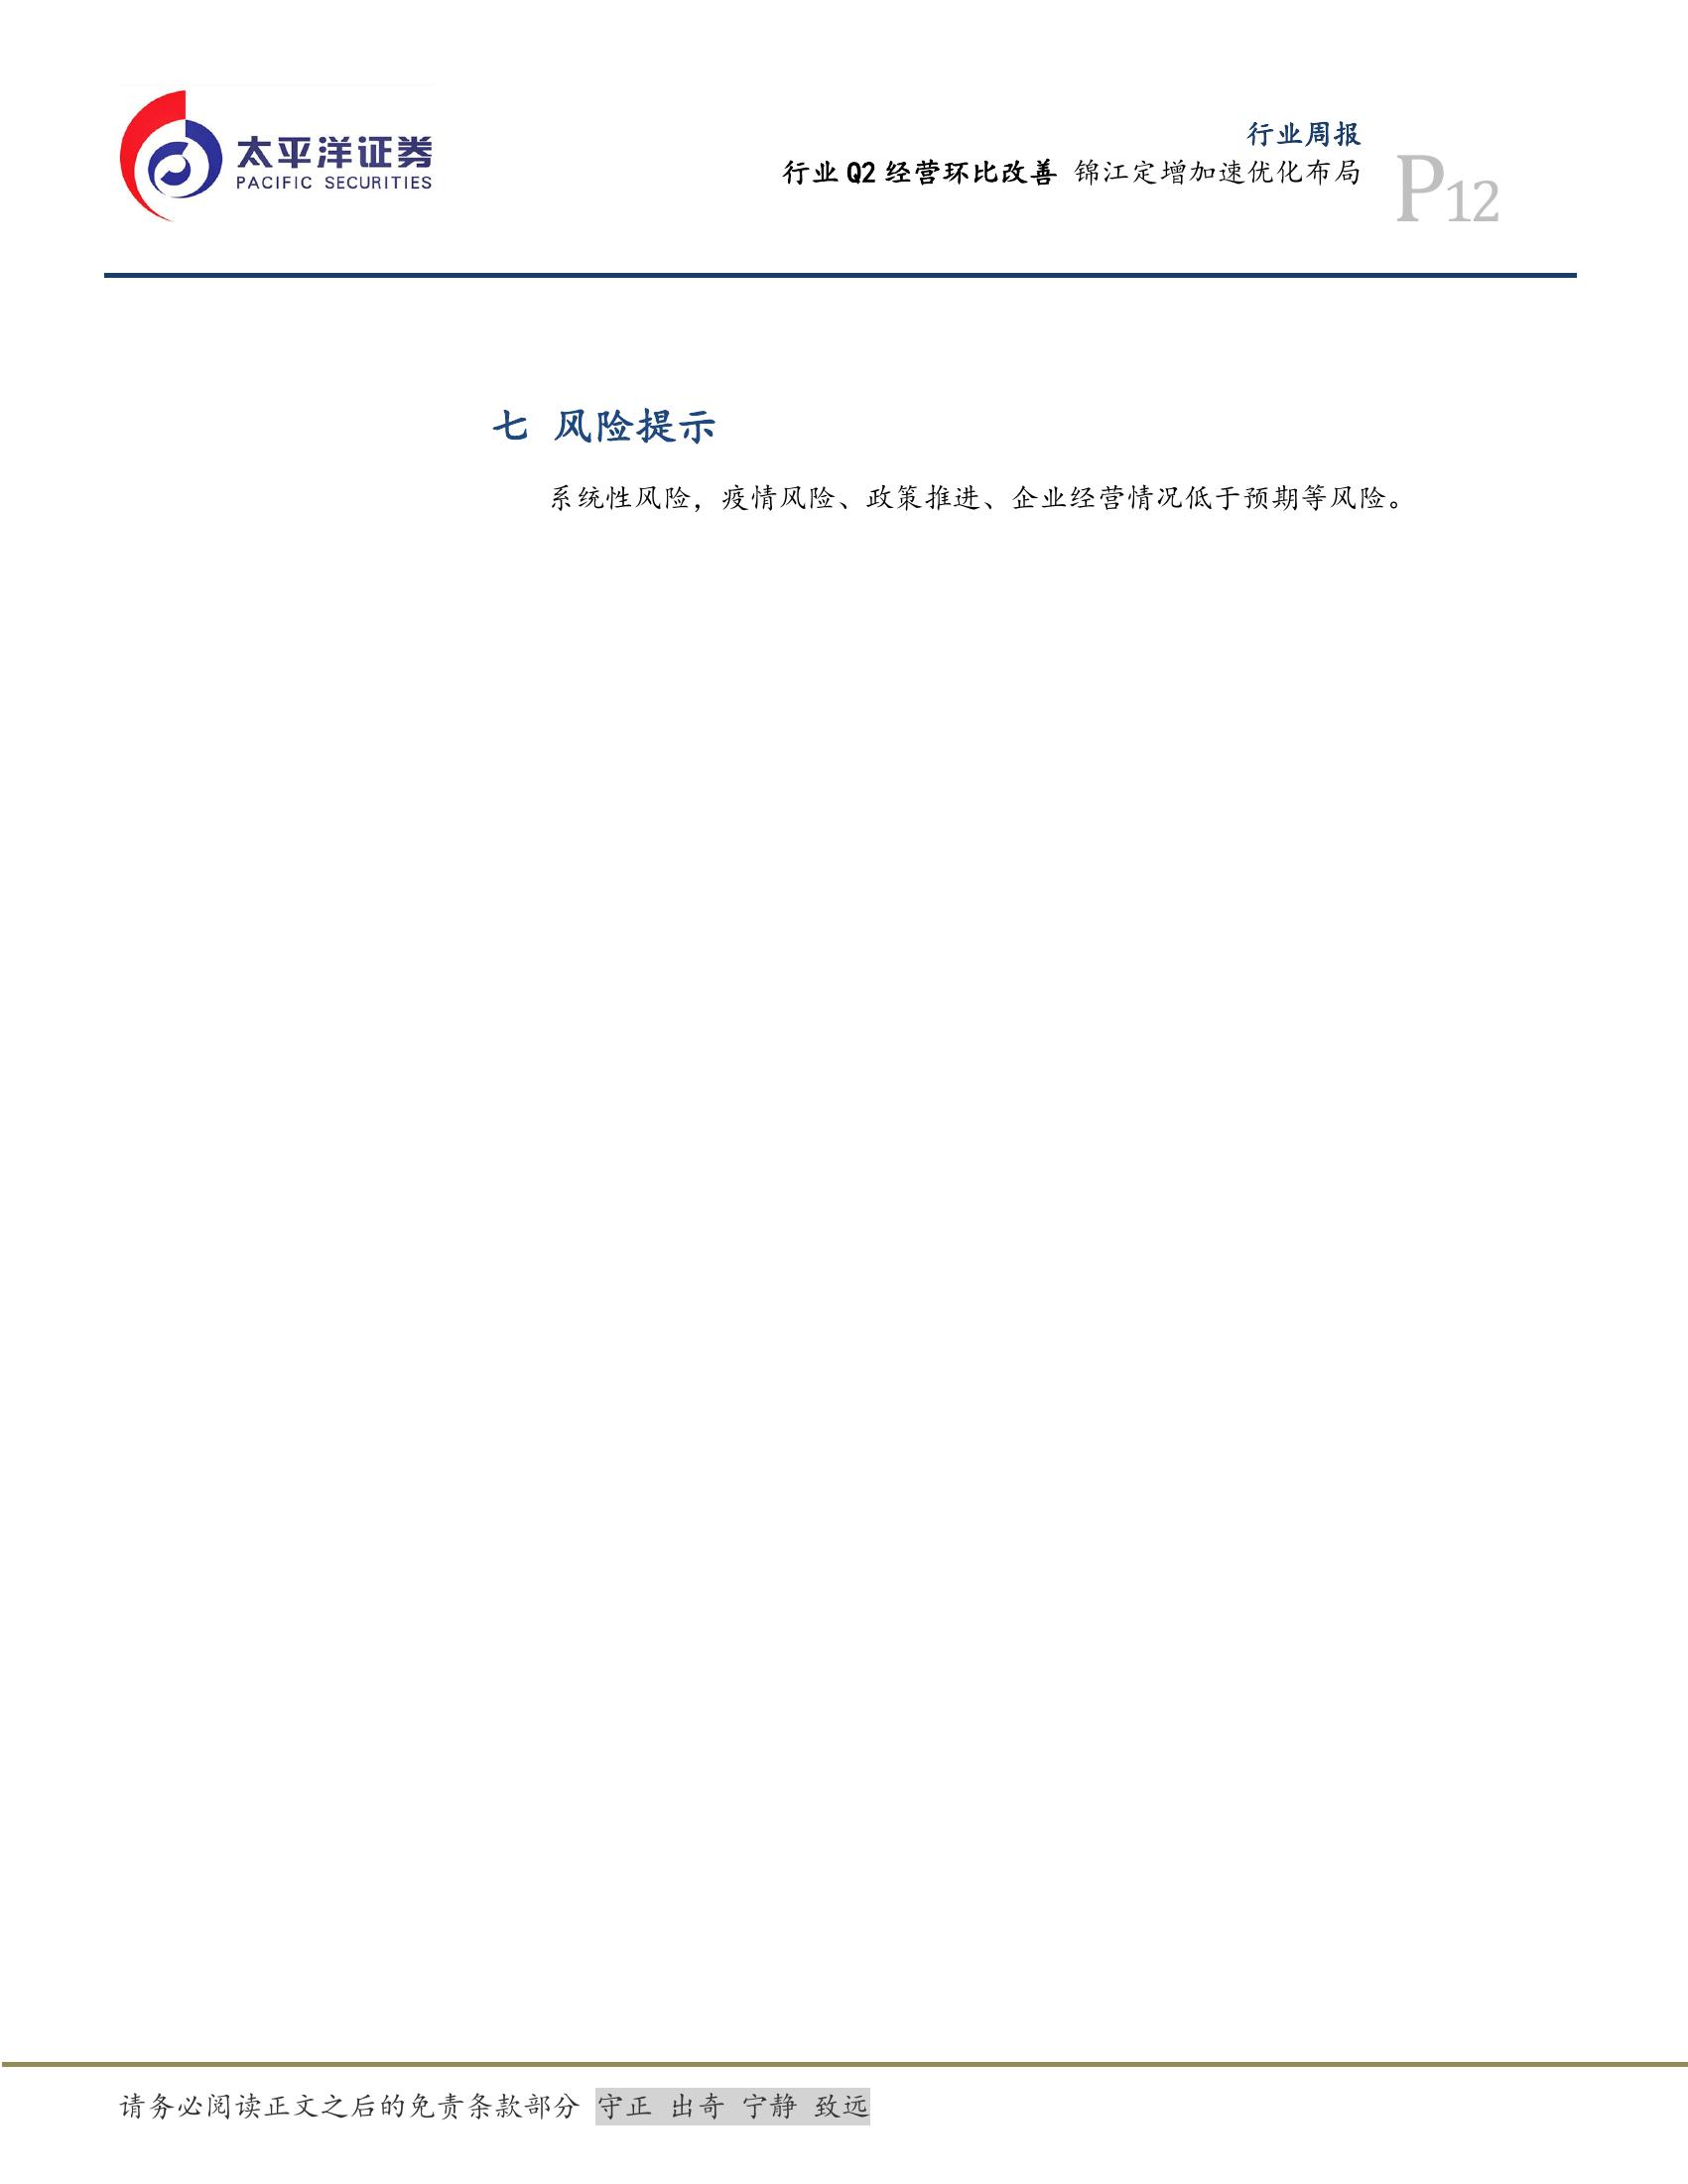 太平洋证券
PACIFIC SECURITIES
行业周报
行业 Q2 经营环比改善 锦江定增加速优化布局
P12
七 风险提示
系统性风险，疫情风险、政策推进、企业经营情况低于预期等风险。
请务必阅读正文之后的免责条款部分 守正 出奇 宁静 致远